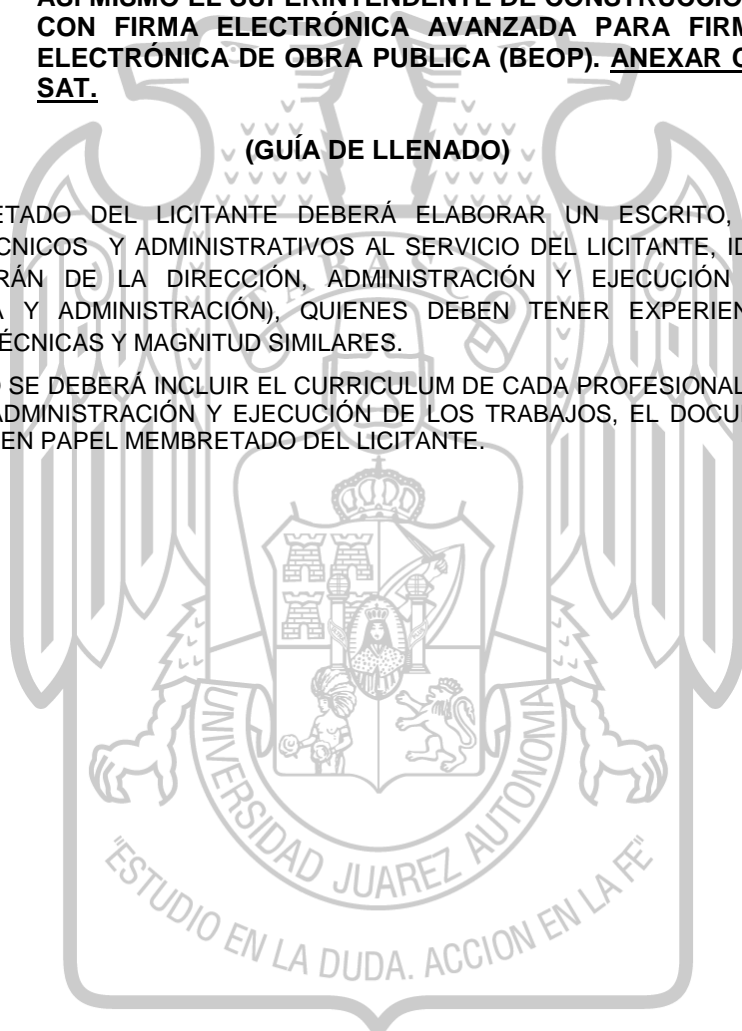 ASÍ MISMO EL SUPERINTENDENTE DE CONSTRUCCIÓ
CON FIRMA ELECTRÓNICA AVANZADA PARA FIRM
ELECTRÓNICA DE OBRA PUBLICA (BEOP). ANEXAR
SAT.
(GUÍA DE LLENADO)
ETADO DEL LICITANTE DEBERÁ ELABORAR UN ESCRITO,
CNICOS Y ADMINISTRATIVOS AL SERVICIO DEL LICITANTE, ID
RÁN DE LA DIRECCIÓN, ADMINISTRACIÓN Y EJECUCIÓN
A Y ADMINISTRACIÓN), QUIENES DEBEN TENER EXPERIEN
ÉCNICAS Y MAGNITUD SIMILARES.
O SE DEBERÁ INCLUIR EL CURRICULUM DE CADA PROFESIONAL
ADMINISTRACIÓN Y EJECUCIÓN DE LOS TRABAJOS, EL DOCU
EN PAPEL MEMBRETADO DEL LICITANTE.
TABASCO
UNIVERSIDAD JUAREZ AUTONOMA
"ESTUDIO EN LA DUDA. ACCION EN LA FE"